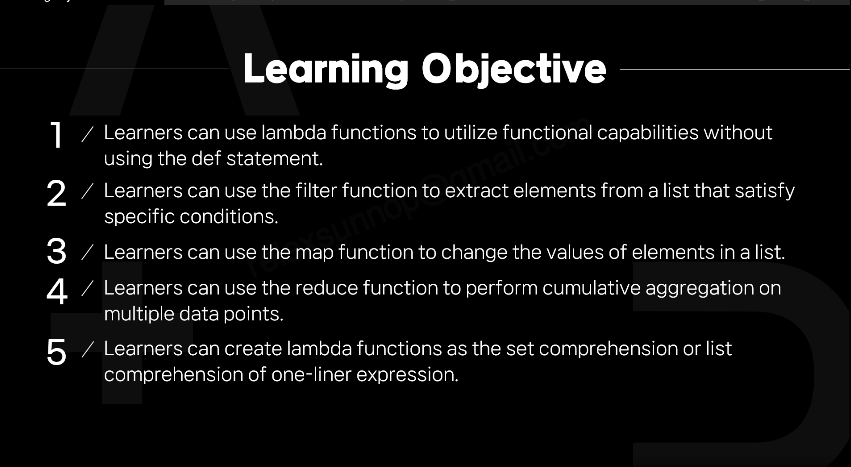 Learning Objective
1 / Learners can use lambda functions to utilize functional capabilities without
using the def statement.
2 / Learners can use the filter function to extract elements from a list that satisfy
specific conditions.
3 / Learners can use the map function to change the values of elements in a list.
4 / Learners can use the reduce function to perform cumulative aggregation on
multiple data points.
5 / Learners can create lambda functions as the set comprehension or list
comprehension of one-liner expression.